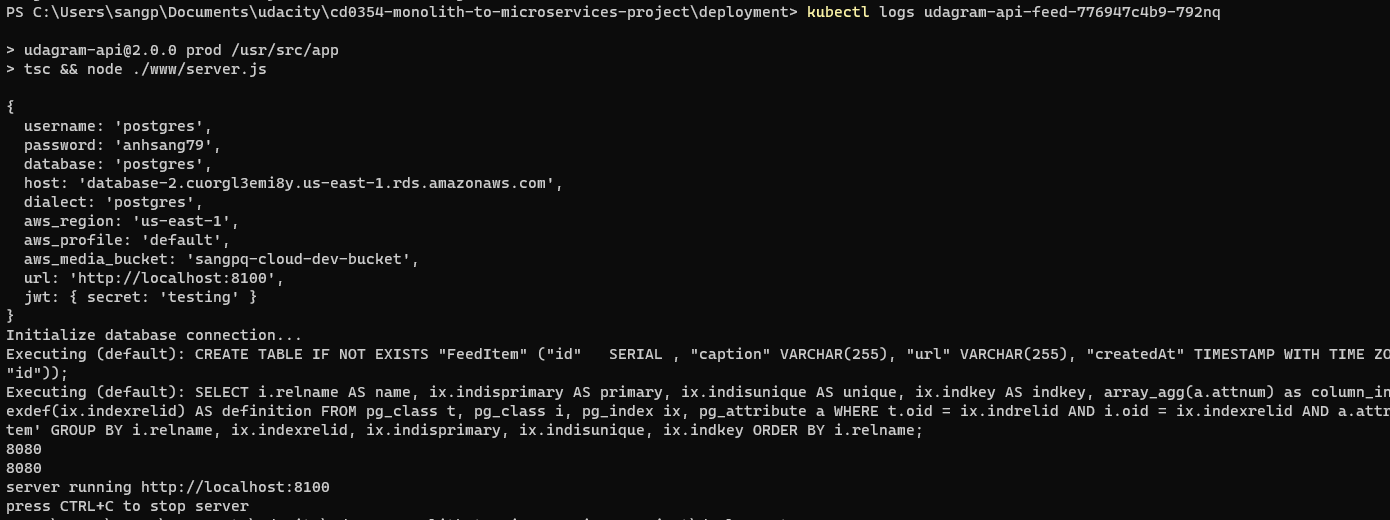 PS C:\Users\sangp\Documents\udacity\cd0354-monolith-to-microservices-project\deployment> kubectl logs udagram-api-feed-776947c4b9-792nq
> udagram-api@2.0.0 prod /usr/src/app
> tsc && node ./www/server.js
{
  username: 'postgres',
  password: 'anhsang79',
  database: 'postgres',
  host: 'database-2.cuorgl3emi8y.us-east-1.rds.amazonaws.com',
  dialect: 'postgres',
  aws_region: 'us-east-1',
  aws_profile: 'default',
  aws_media_bucket: 'sangpq-cloud-dev-bucket',
  url: 'http://localhost:8100',
  jwt: { secret: 'testing' }
}
Initialize database connection...
Executing (default): CREATE TABLE IF NOT EXISTS "FeedItem" ("id"   SERIAL , "caption" VARCHAR(255), "url" VARCHAR(255), "createdAt" TIMESTAMP WITH TIME ZO
"id"));
Executing (default): SELECT i.relname AS name, ix.indisprimary AS primary, ix.indisunique AS unique, ix.indkey AS indkey, array_agg(a.attnum) as column_in
exdef(ix.indexrelid) AS definition FROM pg_class t, pg_class i, pg_index ix, pg_attribute a WHERE t.oid = ix.indrelid AND i.oid = ix.indexrelid AND a.attr
tem' GROUP BY i.relname, ix.indexrelid, ix.indisprimary, ix.indisunique, ix.indkey ORDER BY i.relname;
8080
8080
server running http://localhost:8100
press CTRL+C to stop server